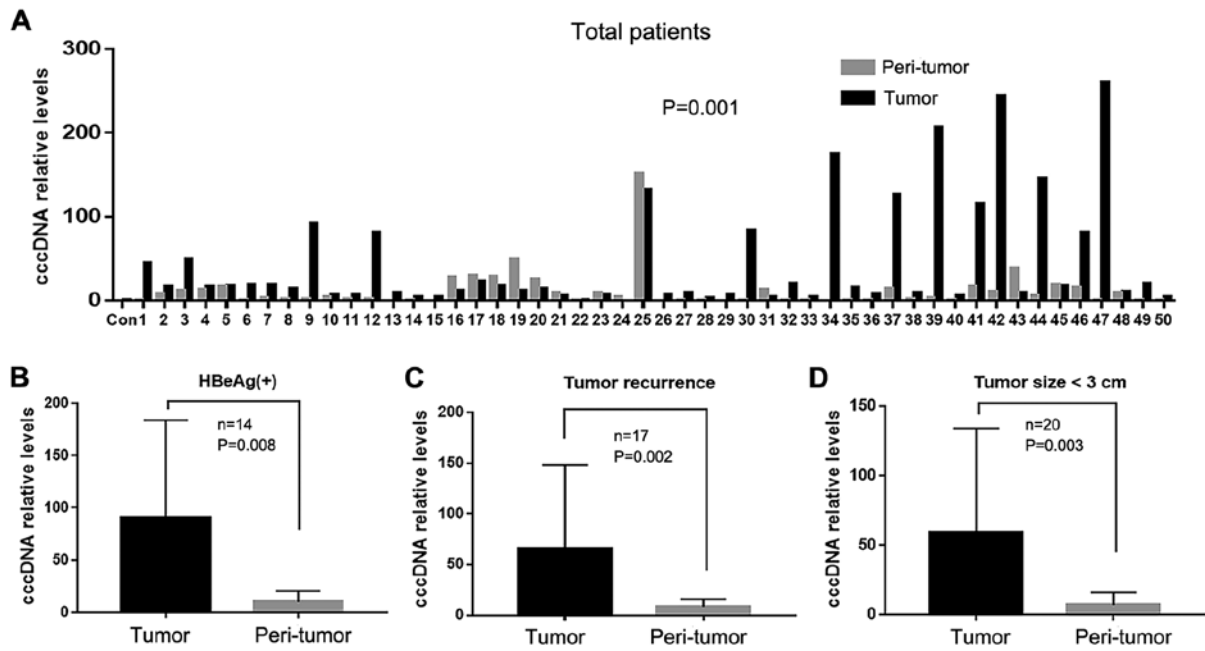 A
Total patients
300
200
100
0
cccDNA relative levels
Peri-tumor
Tumor
P=0.001
Con 1 2 3 4 5 6 7 8 9 10 11 12 13 14 15 16 17 18 19 20 21 22 23 24 25 26 27 28 29 30 31 32 33 34 35 36 37 38 39 40 41 42 43 44 45 46 47 48 49 50
B
HBeAg(+)
200
150
100
50
0
cccDNA relative levels
n=14
P=0.008
Tumor Peri-tumor
C
Tumor recurrence
200
150
100
50
0
cccDNA relative levels
n=17
P=0.002
Tumor Peri-tumor
D
Tumor size < 3 cm
150
100
50
0
cccDNA relative levels
n=20
P=0.003
Tumor Peri-tumor